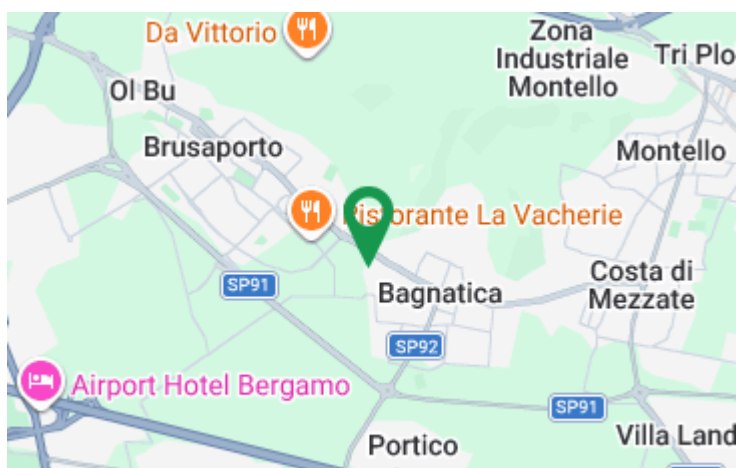 Da Vittorio
Zona
Industriale
Montello
Tri Plo
Ol Bu
Brusaporto
Montello
Ristorante La Vacherie
SP91
Bagnatica
Costa di
Mezzate
SP92
Airport Hotel Bergamo
SP91
Portico
Villa Land